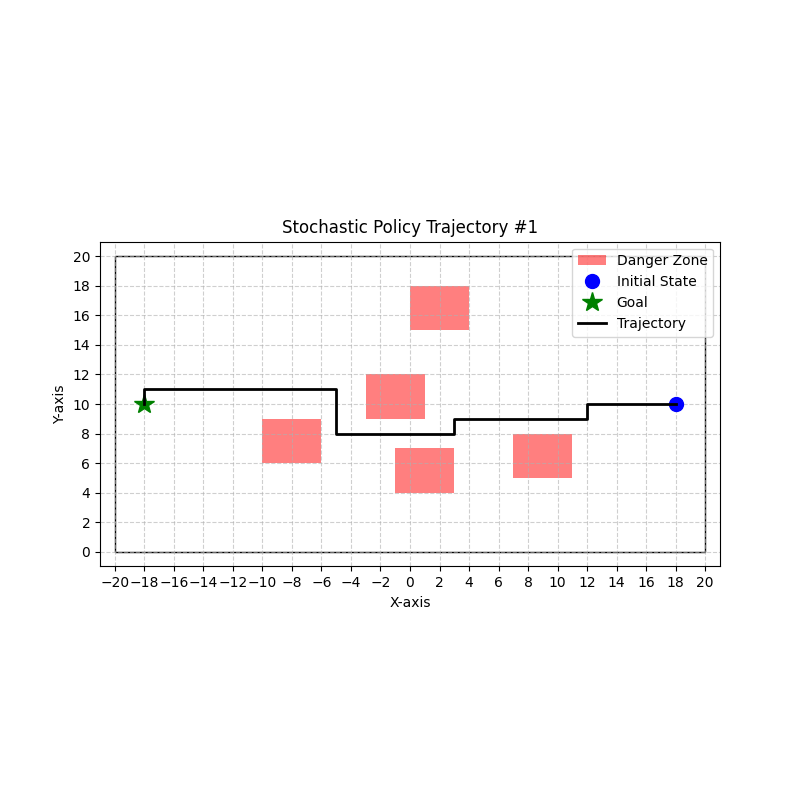 Stochastic Policy Trajectory #1
Danger Zone
Initial State
Goal
Trajectory
Y-axis
20
18
16
14
12
10
8
6
4
2
0
−20 −18 −16 −14 −12 −10 −8 −6 −4 −2 0 2 4 6 8 10 12 14 16 18 20
X-axis